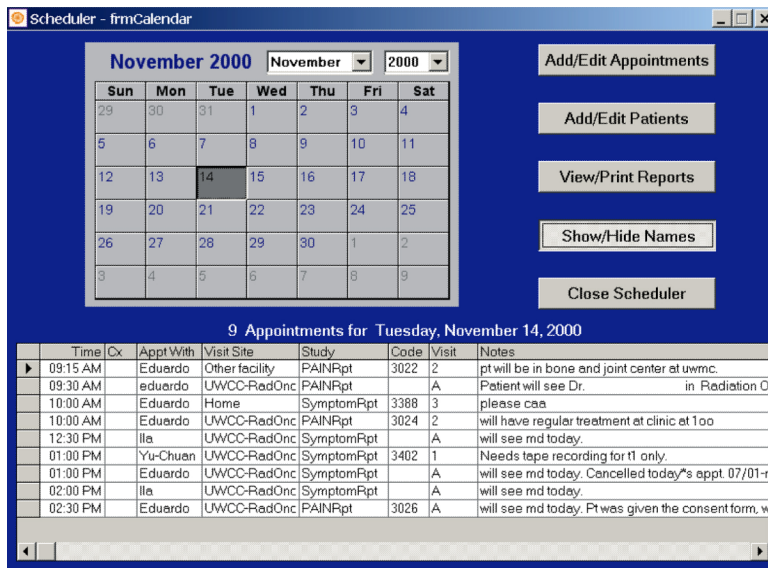 Scheduler - frmCalendar
November 2000 November 2000
Sun Mon Tue Wed Thu Fri Sat
29 30 31 1 2 3 4
5 6 7 8 9 10 11
12 13 14 15 16 17 18
19 20 21 22 23 24 25
26 27 28 29 30 1 2
3 4 5 6 7 8 9
Add/Edit Appointments
Add/Edit Patients
View/Print Reports
Show/Hide Names
Close Scheduler
9 Appointments for Tuesday, November 14, 2000
Time Cx Appt With Visit Site Study Code Visit Notes
09:15 AM Eduardo Other facility PAINRpt 3022 2 pt will be in bone and joint center at uwmc.
09:30 AM eduardo UWCC-RadOnc PAINRpt A Patient will see Dr. in Radiation O
10:00 AM Eduardo Home SymptomRpt 3388 3 please caa
10:00 AM Eduardo UWCC-RadOnc PAINRpt 3024 2 will have regular treatment at clinic at 1oo
12:30 PM Ila UWCC-RadOnc SymptomRpt A will see md today.
01:00 PM Yu-Chuan UWCC-RadOnc SymptomRpt 3402 1 Needs tape recording for t1 only.
01:00 PM Eduardo UWCC-RadOnc SymptomRpt A will see md today. Cancelled today"s appt. 07/01-r
02:00 PM Ila UWCC-RadOnc SymptomRpt A will see md today.
02:30 PM Eduardo UWCC-RadOnc PAINRpt 3026 A will see md today. Pt was given the consent form, w